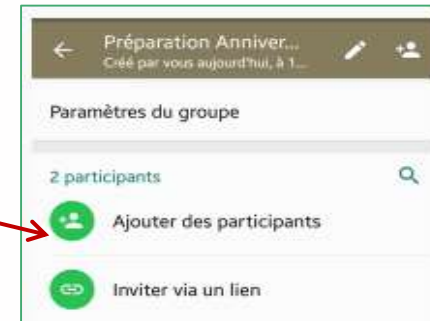 Préparation Anniver...
Créé par vous aujourd'hui, à 1...
Paramètres du groupe
2 participants
Ajouter des participants
Inviter via un lien